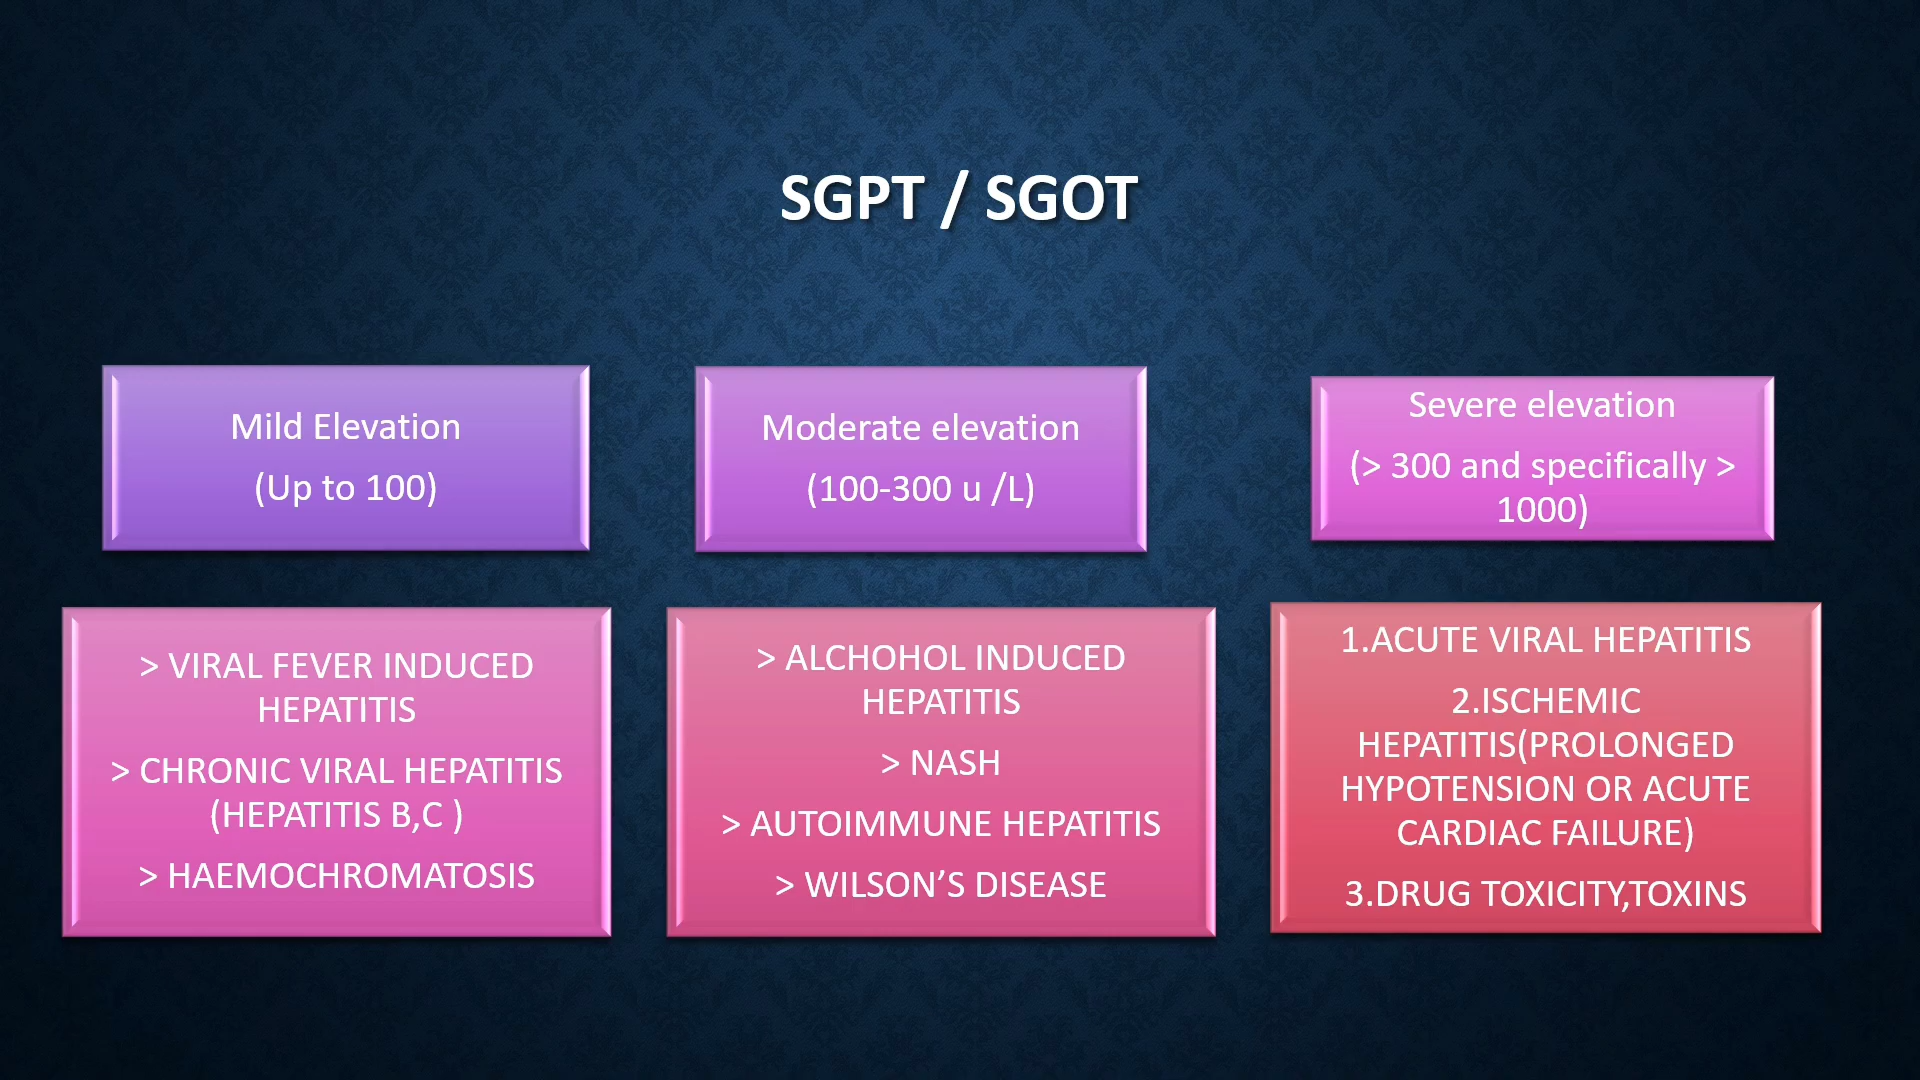 SGPT / SGOT
Mild Elevation
(Up to 100)
Moderate elevation
(100-300 u /L)
Severe elevation
(> 300 and specifically >
1000)
> VIRAL FEVER INDUCED
HEPATITIS
> CHRONIC VIRAL HEPATITIS
(HEPATITIS B,C )
> HAEMOCHROMATOSIS
> ALCHOHOL INDUCED
HEPATITIS
> NASH
> AUTOIMMUNE HEPATITIS
> WILSON’S DISEASE
1.ACUTE VIRAL HEPATITIS
2.ISCHEMIC
HEPATITIS(PROLONGED
HYPOTENSION OR ACUTE
CARDIAC FAILURE)
3.DRUG TOXICITY,TOXINS